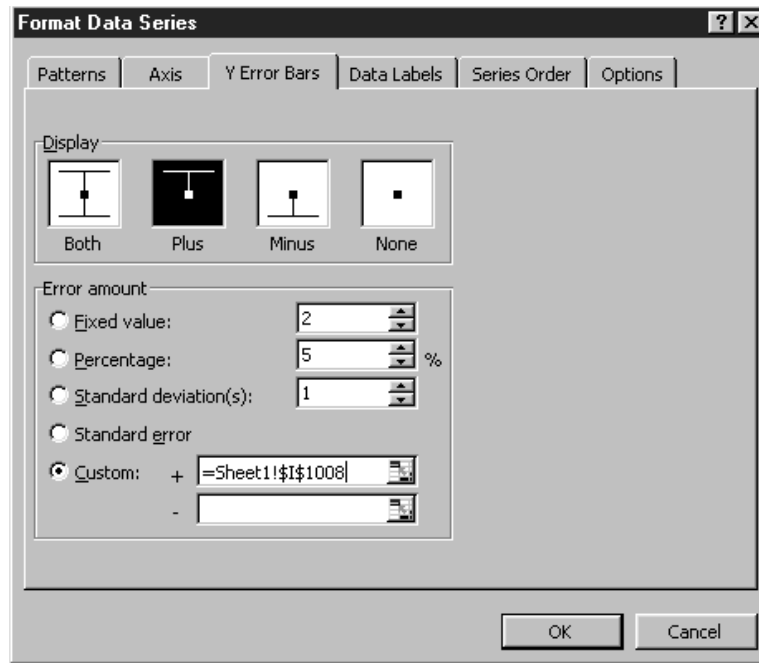 Format Data Series
? ×
Patterns Axis Y Error Bars Data Labels Series Order Options
Display
Both Plus Minus None
Error amount
Fixed value: 2
Percentage: 5 %
Standard deviation(s): 1
Standard error
Custom: + =Sheet1!$I$1008
-
OK Cancel